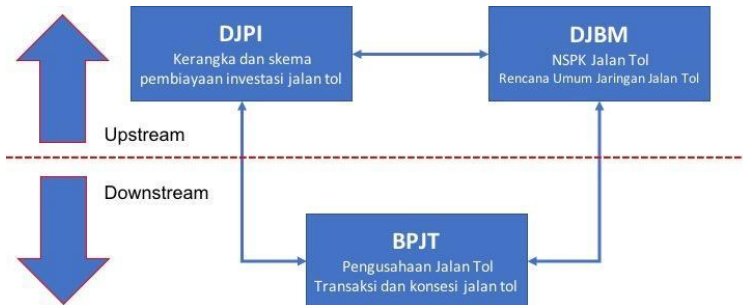 DJPI
Kerangka dan skema
pembiayaan investasi jalan tol
DJBM
NSPK Jalan Tol
Rencana Umum Jaringan Jalan Tol
Upstream
Downstream
BPJT
Pengusahaan Jalan Tol
Transaksi dan konsesi jalan tol